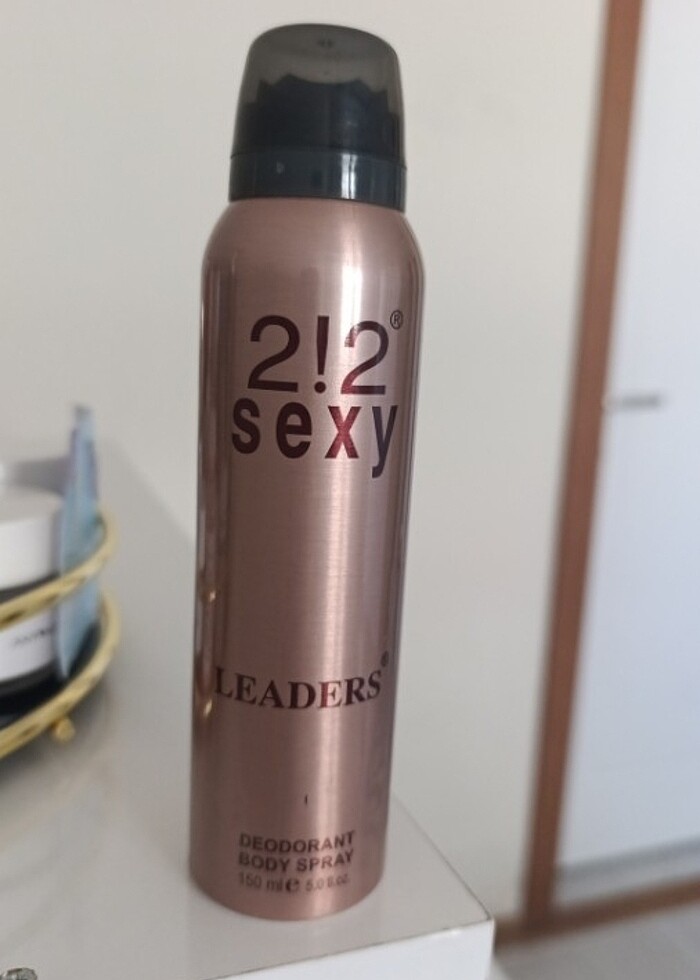 2!2®
sexy
LEADERS®
DEODORANT
BODY SPRAY
150 ml e 5.0 fl.oz.